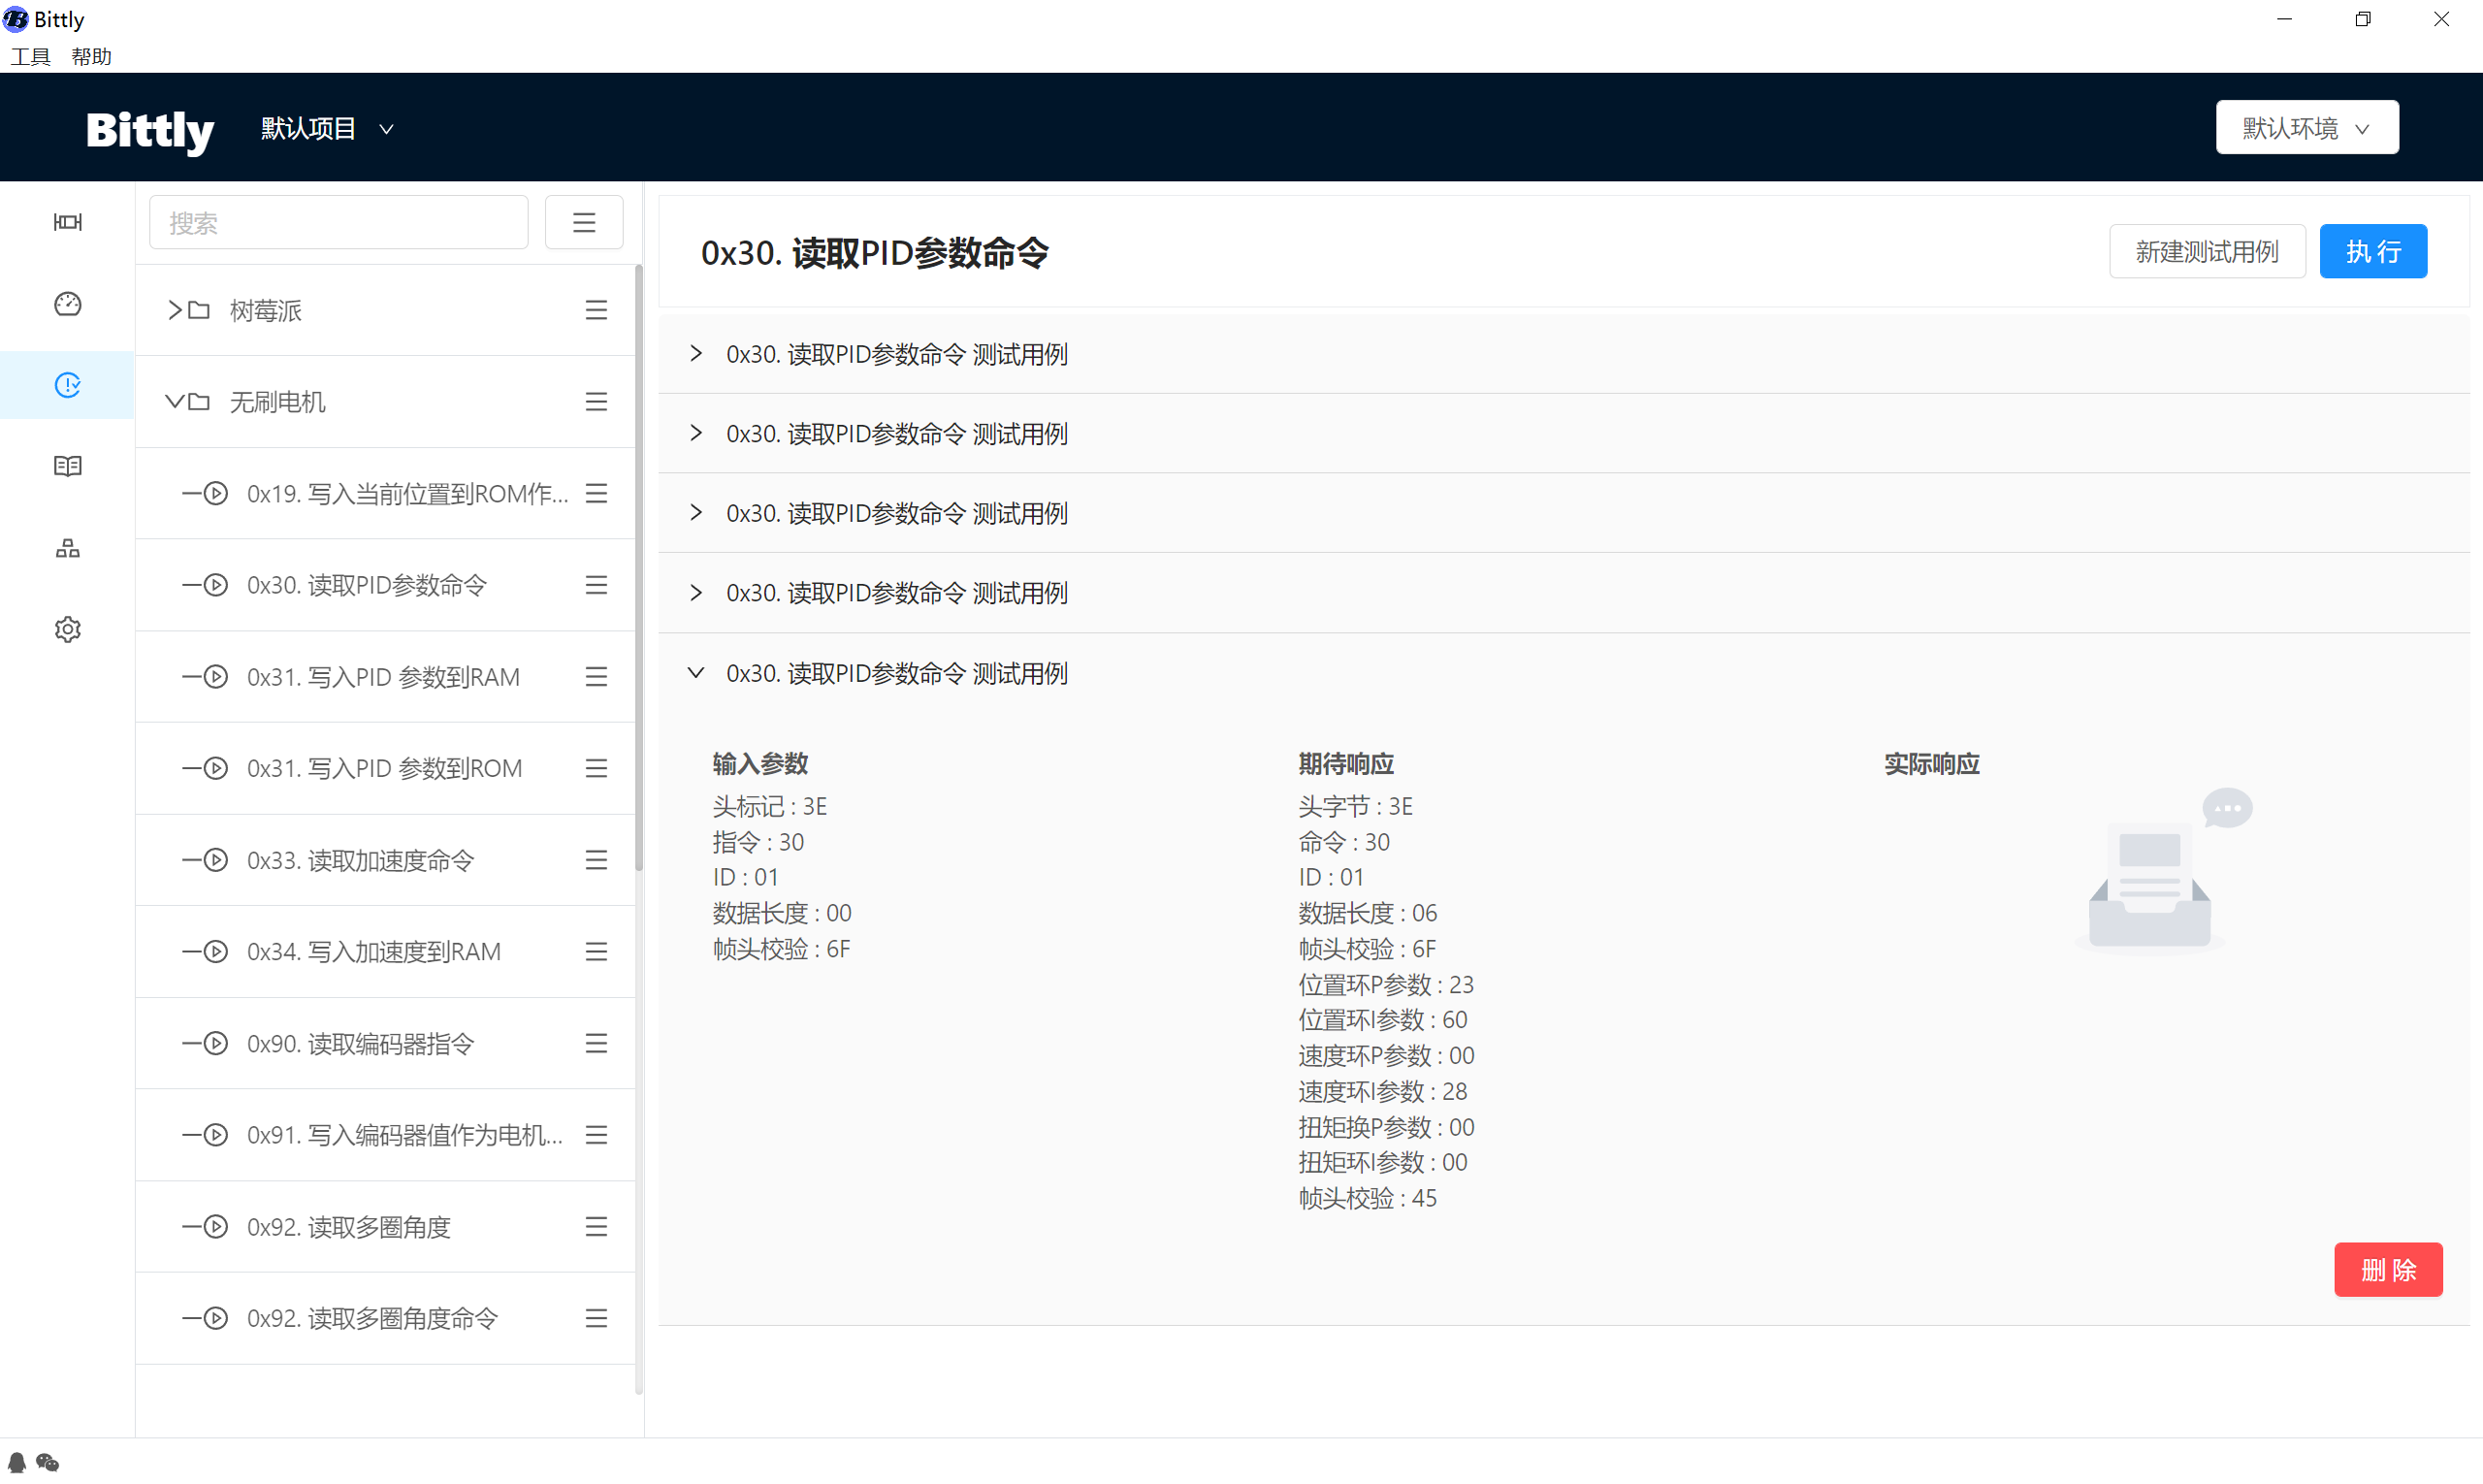 Bittly
工具 帮助
Bittly 默认项目 默认环境
搜索
树莓派
无刷电机
0x19. 写入当前位置到ROM作...
0x30. 读取PID参数命令
0x31. 写入PID 参数到RAM
0x31. 写入PID 参数到ROM
0x33. 读取加速度命令
0x34. 写入加速度到RAM
0x90. 读取编码器指令
0x91. 写入编码器值作为电机...
0x92. 读取多圈角度
0x92. 读取多圈角度命令
0x30. 读取PID参数命令
新建测试用例 执 行
0x30. 读取PID参数命令 测试用例
0x30. 读取PID参数命令 测试用例
0x30. 读取PID参数命令 测试用例
0x30. 读取PID参数命令 测试用例
0x30. 读取PID参数命令 测试用例
输入参数
头标记 : 3E
指令 : 30
ID : 01
数据长度 : 00
帧头校验 : 6F
期待响应
头字节 : 3E
命令 : 30
ID : 01
数据长度 : 06
帧头校验 : 6F
位置环P参数 : 23
位置环I参数 : 60
速度环P参数 : 00
速度环I参数 : 28
扭矩换P参数 : 00
扭矩环I参数 : 00
帧头校验 : 45
实际响应
删 除